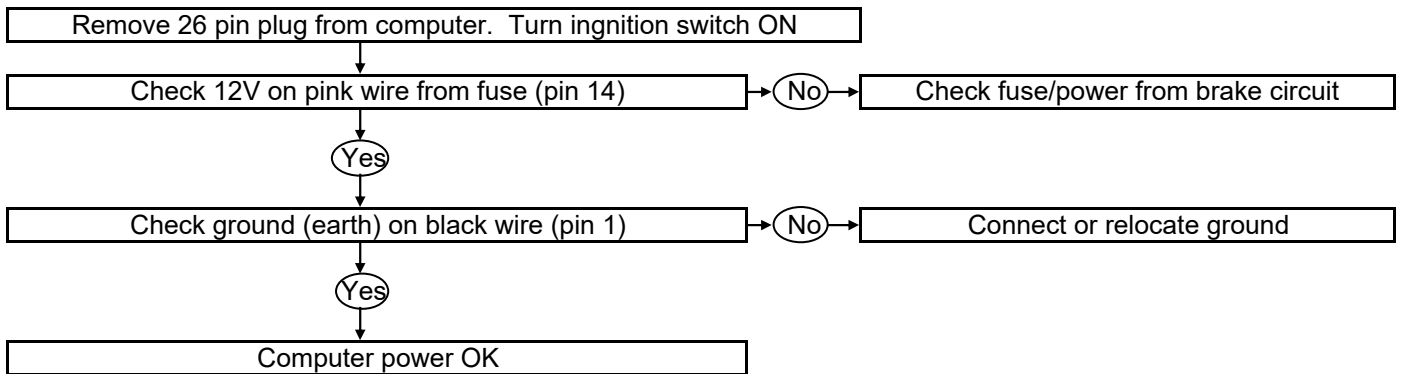 Remove 26 pin plug from computer.  Turn ingnition switch ON
Check 12V on pink wire from fuse (pin 14)
No
Check fuse/power from brake circuit
Yes
Check ground (earth) on black wire (pin 1)
No
Connect or relocate ground
Yes
Computer power OK